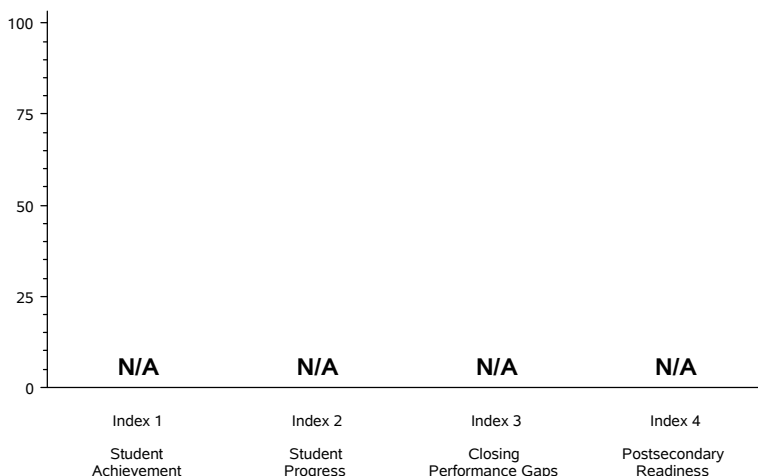 100
75
50
25
0
N/A N/A N/A N/A
Index 1 Index 2 Index 3 Index 4
Student Student Closing Postsecondary
Achievement Progress Performance Gaps Readiness